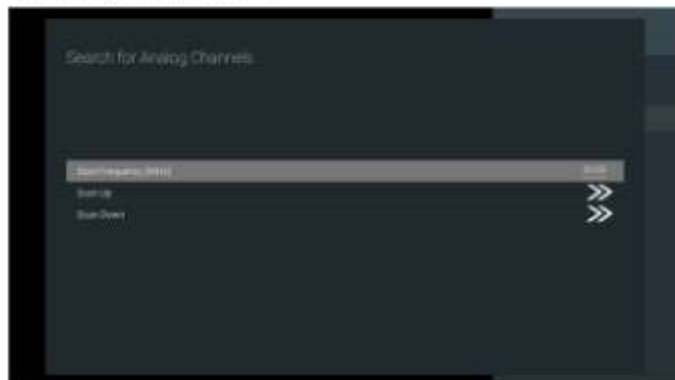 Search for Analog Channels
Start Frequency (MHz)
Scan Up
Scan Down